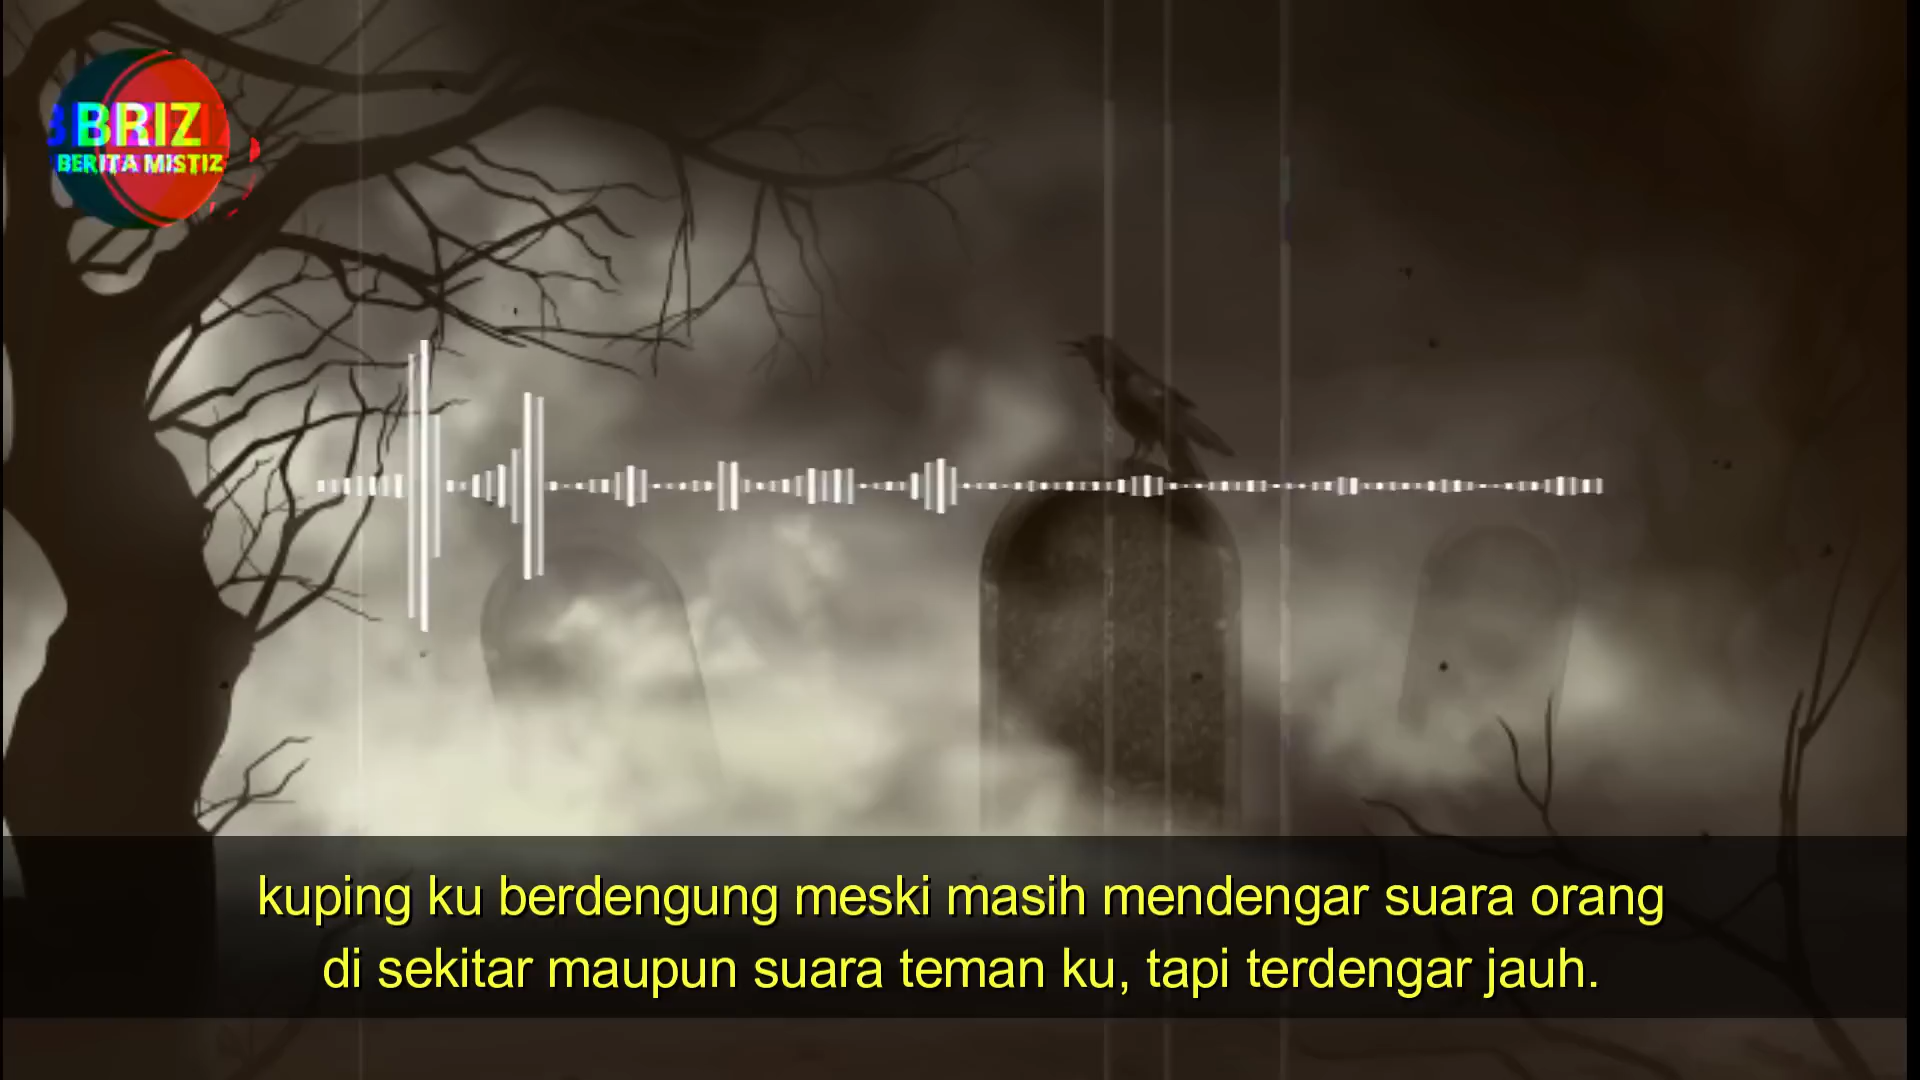 BRIZ
BERITA MISTIZ
kuping ku berdengung meski masih mendengar suara orang
di sekitar maupun suara teman ku, tapi terdengar jauh.